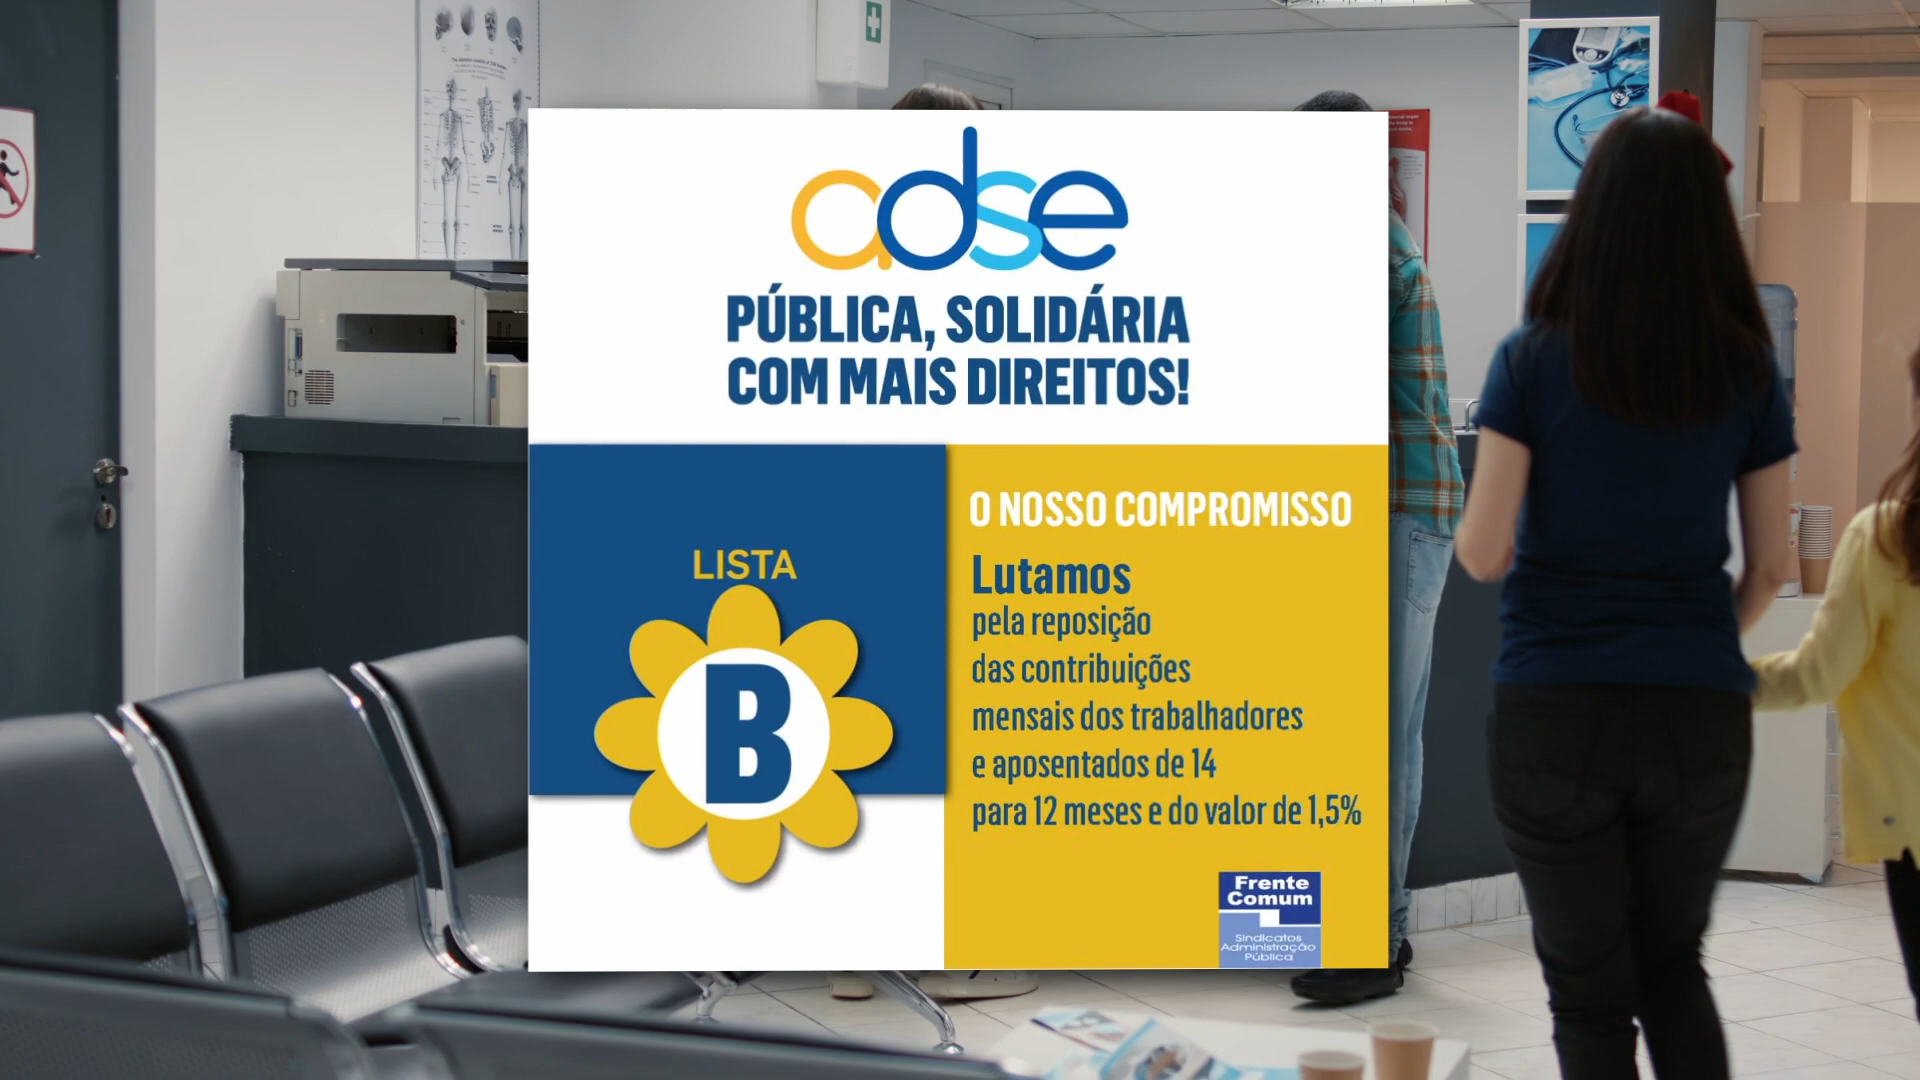 adse
PÚBLICA, SOLIDÁRIA
COM MAIS DIREITOS!
LISTA
B
O NOSSO COMPROMISSO
Lutamos
pela reposição
das contribuições
mensais dos trabalhadores
e aposentados de 14
para 12 meses e do valor de 1,5%
Frente
Comum
Sindicatos
Administração
Pública